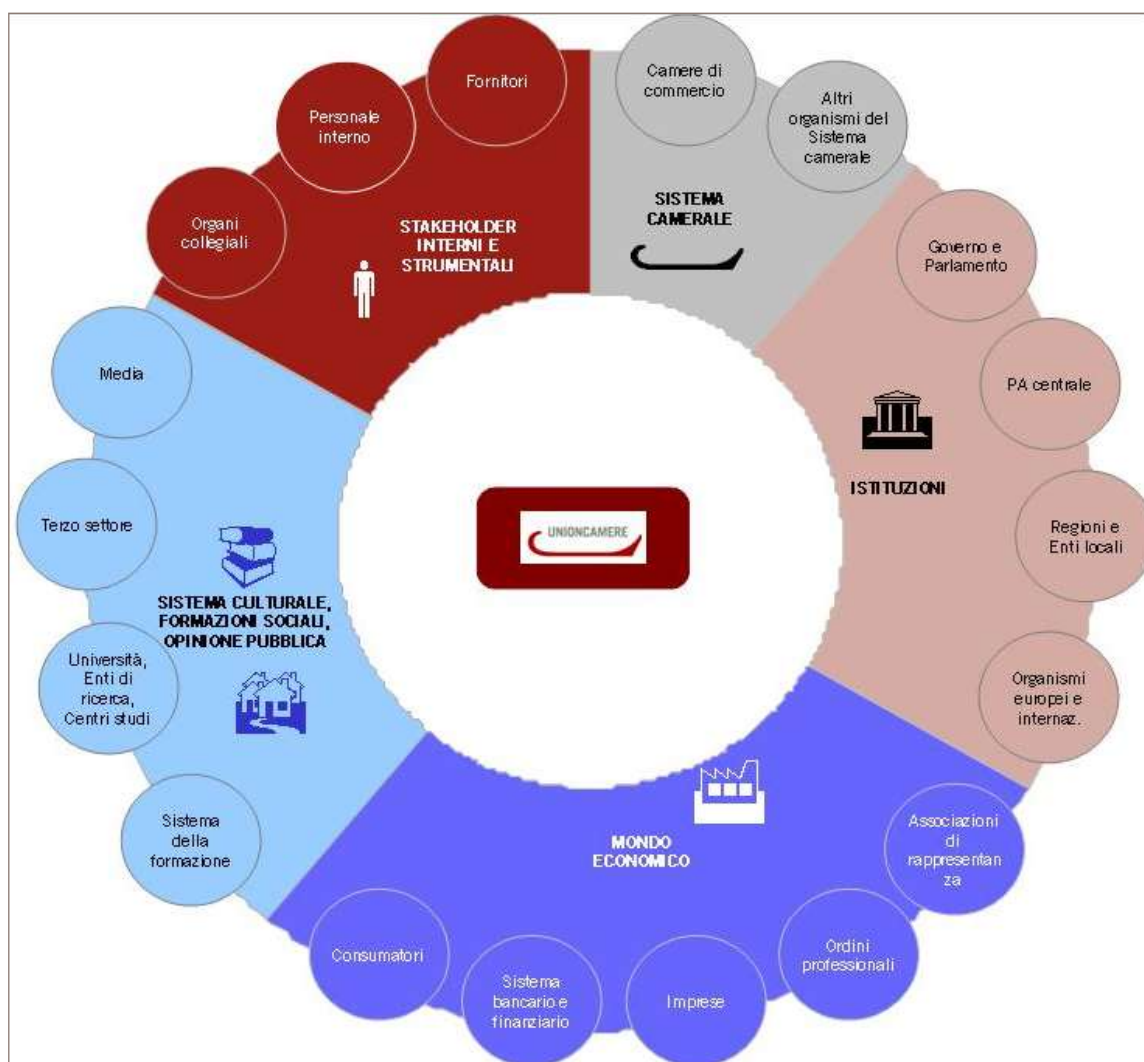 Fornitori
Camere di
commercio
Personale
interno
Altri
organismi del
Sistema
camerale
Organi
collegiali
STAKEHOLDER
INTERNI E
STRUMENTALI
SISTEMA
CAMERALE
Governo e
Parlamento
Media
PA centrale
ISTITUZIONI
Terzo settore
UNIONCAMERE
Regioni e
Enti locali
SISTEMA CULTURALE,
FORMAZIONI SOCIALI,
OPINIONE PUBBLICA
Università,
Enti di
ricerca,
Centri studi
Organismi
europei e
internaz.
Sistema
della
formazione
MONDO
ECONOMICO
Associazioni
di
rappresentan
za
Consumatori
Sistema
bancario e
finanziario
Imprese
Ordini
professionali